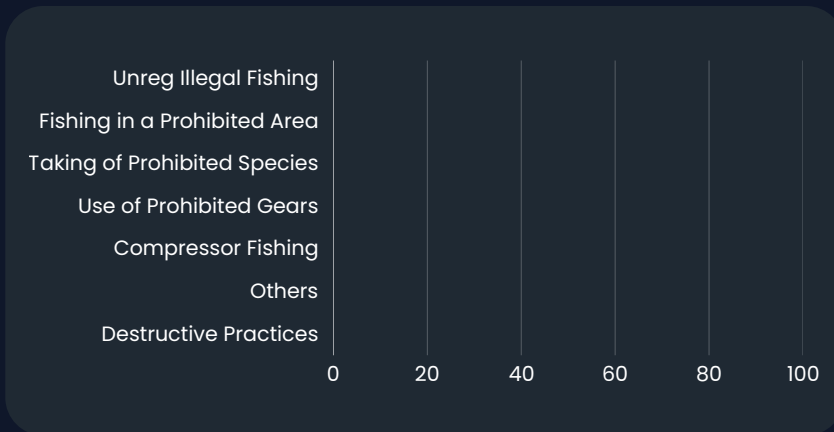 Unreg Illegal Fishing
Fishing in a Prohibited Area
Taking of Prohibited Species
Use of Prohibited Gears
Compressor Fishing
Others
Destructive Practices
0 20 40 60 80 100